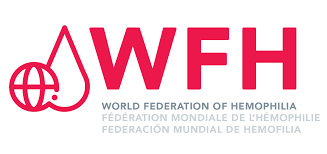 WFH
WORLD FEDERATION OF HEMOPHILIA
FÉDÉRATION MONDIALE DE L'HÉMOPHILIE
FEDERACIÓN MUNDIAL DE HEMOFILIA